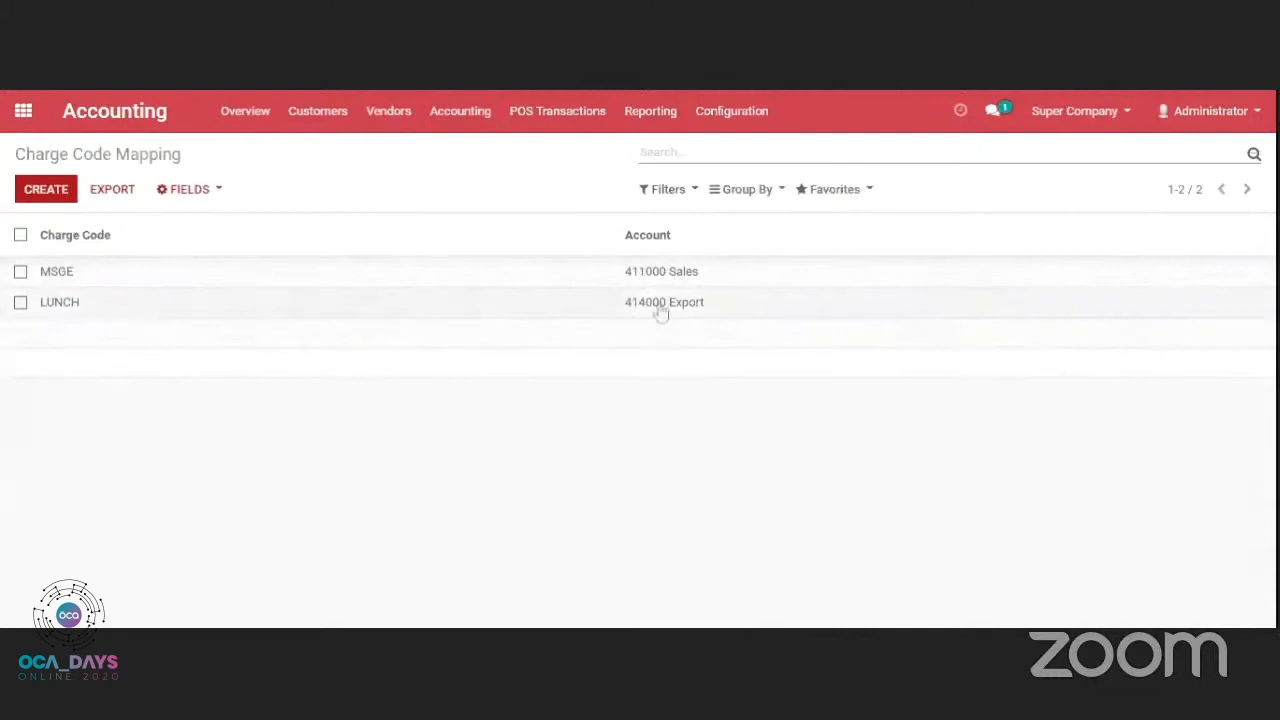 Accounting Overview Customers Vendors Accounting POS Transactions Reporting Configuration 1 Super Company Administrator
Charge Code Mapping Search...
CREATE EXPORT FIELDS Filters Group By Favorites 1-2 / 2
Charge Code Account
MSGE 411000 Sales
LUNCH 414000 Export
oca
OCA_DAYS
ONLINE 2020
zoom